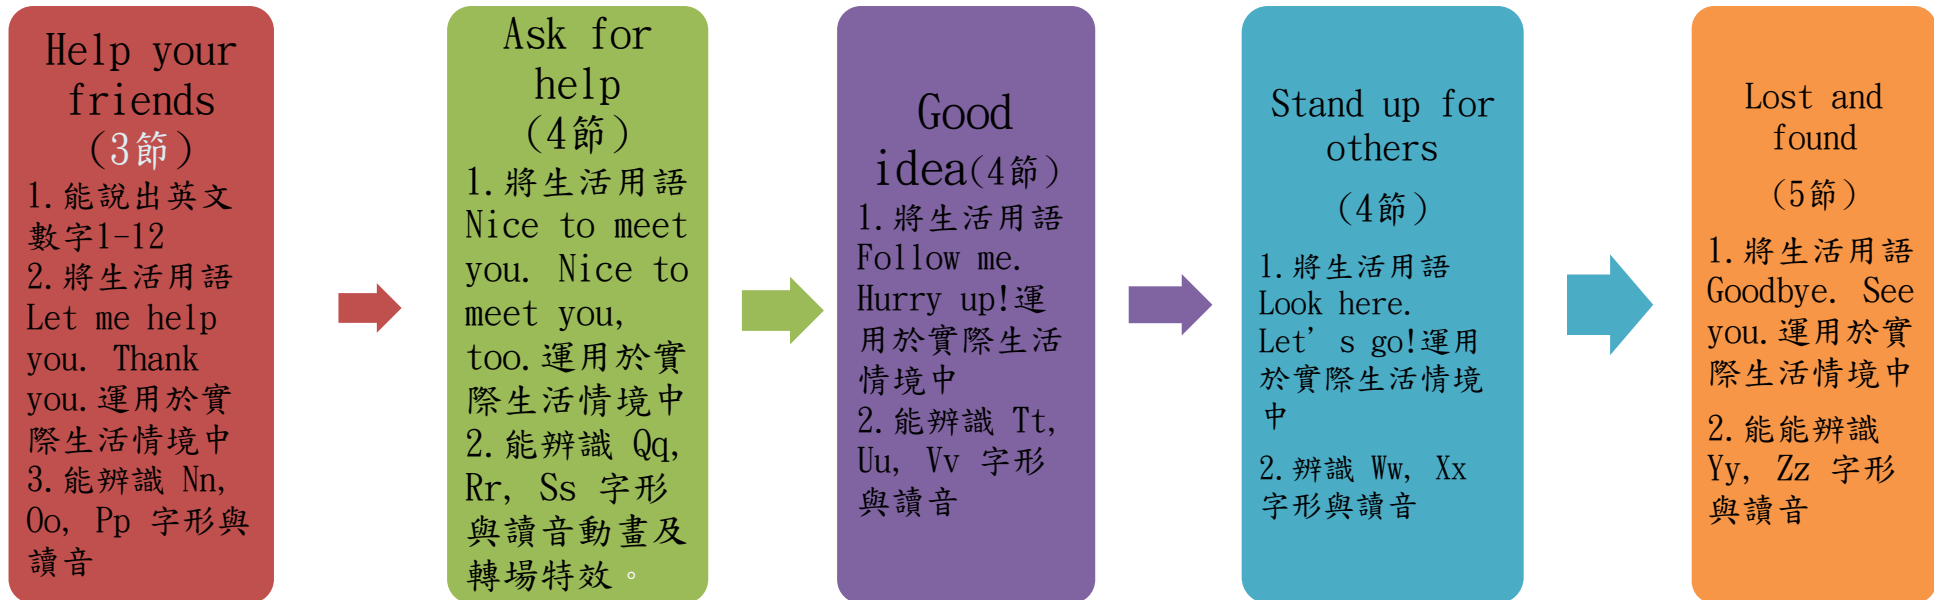 Help your
friends
(3節)
1.能說出英文
數字1-12
2.將生活用語
Let me help
you. Thank
you.運用於實
際生活情境中
3.能辨識 Nn,
Oo, Pp 字形與
讀音
Ask for
help
(4節)
1.將生活用語
Nice to meet
you. Nice to
meet you,
too.運用於實
際生活情境中
2.能辨識 Qq,
Rr, Ss 字形
與讀音動畫及
轉場特效。
Good
idea(4節)
1.將生活用語
Follow me.
Hurry up!運
用於實際生活
情境中
2.能辨識 Tt,
Uu, Vv 字形
與讀音
Stand up for
others
(4節)
1.將生活用語
Look here.
Let’s go!運用
於實際生活情境
中
2.辨識 Ww, Xx
字形與讀音
Lost and
found
(5節)
1.將生活用語
Goodbye. See
you.運用於實
際生活情境中
2.能能辨識
Yy, Zz 字形
與讀音